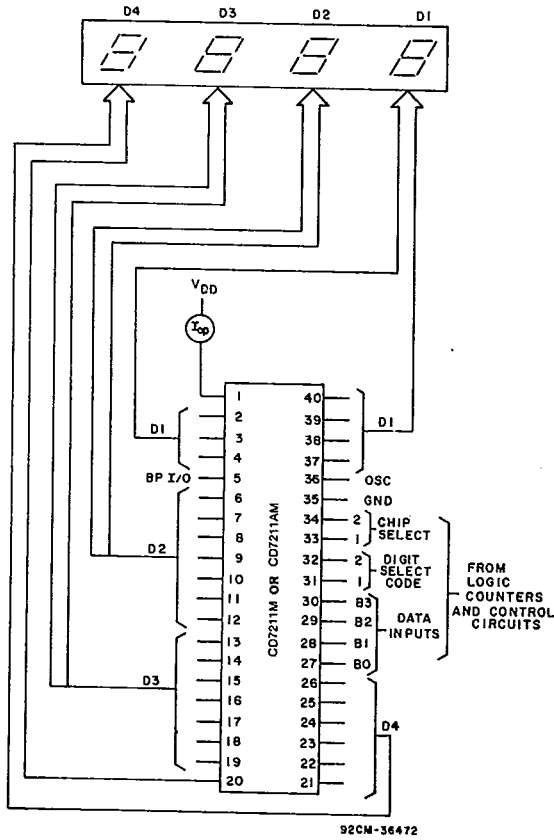 D4 D3 D2 D1
VDD
Iop
1 40
2 39
3 38
4 37
D1 D1
BP I/O 5 36 OSC
6 35 GND
7 34 2 CHIP
8 33 1 SELECT
D2
9 32 2 DIGIT
10 31 1 SELECT CODE
11 30 B3
12 29 B2 DATA
13 28 B1 INPUTS
14 27 B0
FROM
LOGIC
COUNTERS
AND CONTROL
CIRCUITS
D3
15 26
16 25
17 24
18 23
19 22
20 21
D4
CD7211M OR CD7211AM
92CM-36472